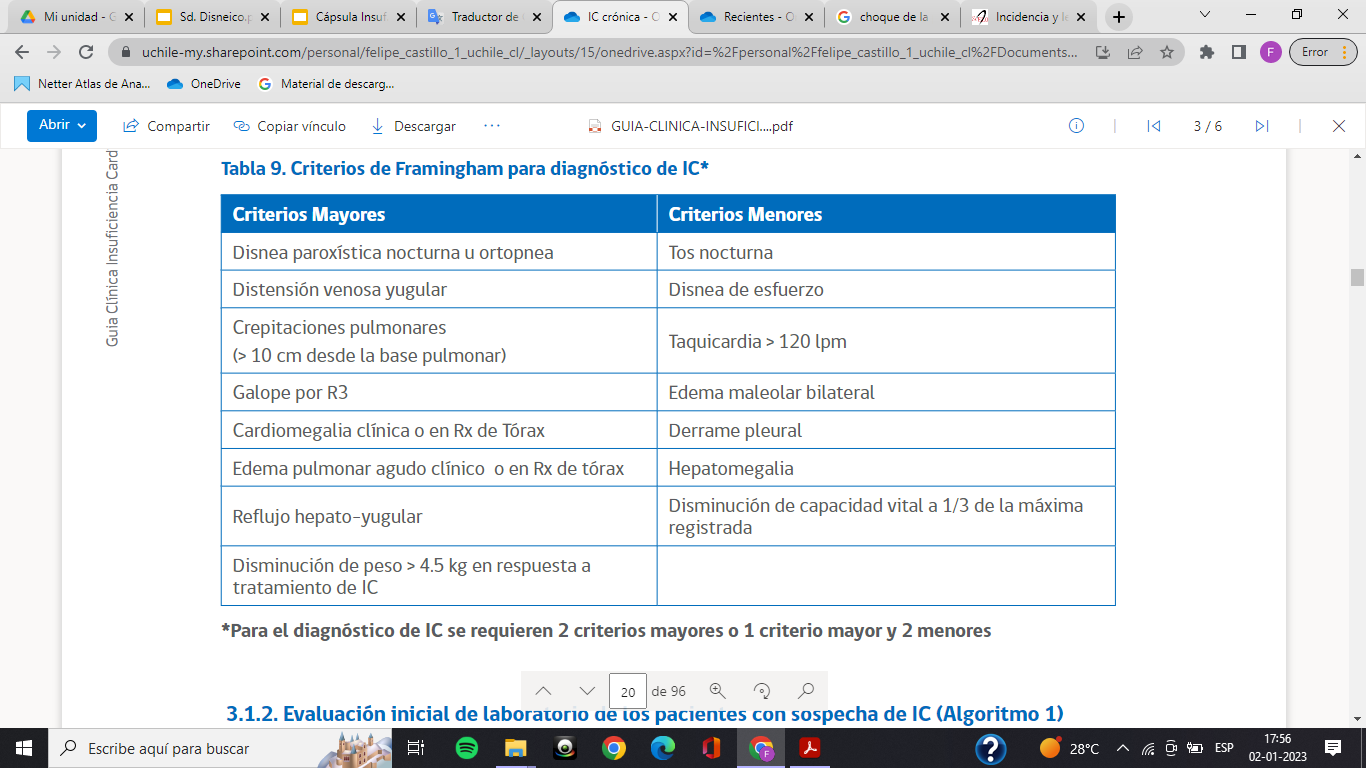 Mi unidad - G
Sd. Disneico.p
Cápsula Insuf.
Traductor de
IC crónica - O
Recientes - O
choque de la
Incidencia y le
uchile-my.sharepoint.com/personal/felipe_castillo_1_uchile_cl/_layouts/15/onedrive.aspx?id=%2Fpersonal%2Ffelipe_castillo_1_uchile_cl%2FDocuments...
F
Error
Netter Atlas de Ana...
OneDrive
Material de descarg...
Abrir
Compartir
Copiar vínculo
Descargar
GUIA-CLINICA-INSUFICI....pdf
3 / 6
Guia Clínica Insuficiencia Card
Tabla 9. Criterios de Framingham para diagnóstico de IC*
Criterios Mayores
Criterios Menores
Disnea paroxística nocturna u ortopnea
Tos nocturna
Distensión venosa yugular
Disnea de esfuerzo
Crepitaciones pulmonares
(> 10 cm desde la base pulmonar)
Taquicardia > 120 lpm
Galope por R3
Edema maleolar bilateral
Cardiomegalia clínica o en Rx de Tórax
Derrame pleural
Edema pulmonar agudo clínico o en Rx de tórax
Hepatomegalia
Reflujo hepato-yugular
Disminución de capacidad vital a 1/3 de la máxima
registrada
Disminución de peso > 4.5 kg en respuesta a
tratamiento de IC
*Para el diagnóstico de IC se requieren 2 criterios mayores o 1 criterio mayor y 2 menores
20 de 96
3.1.2. Evaluación inicial de laboratorio de los pacientes con sospecha de IC (Algoritmo 1)
Escribe aquí para buscar
F
28°C
ESP
17:56
02-01-2023